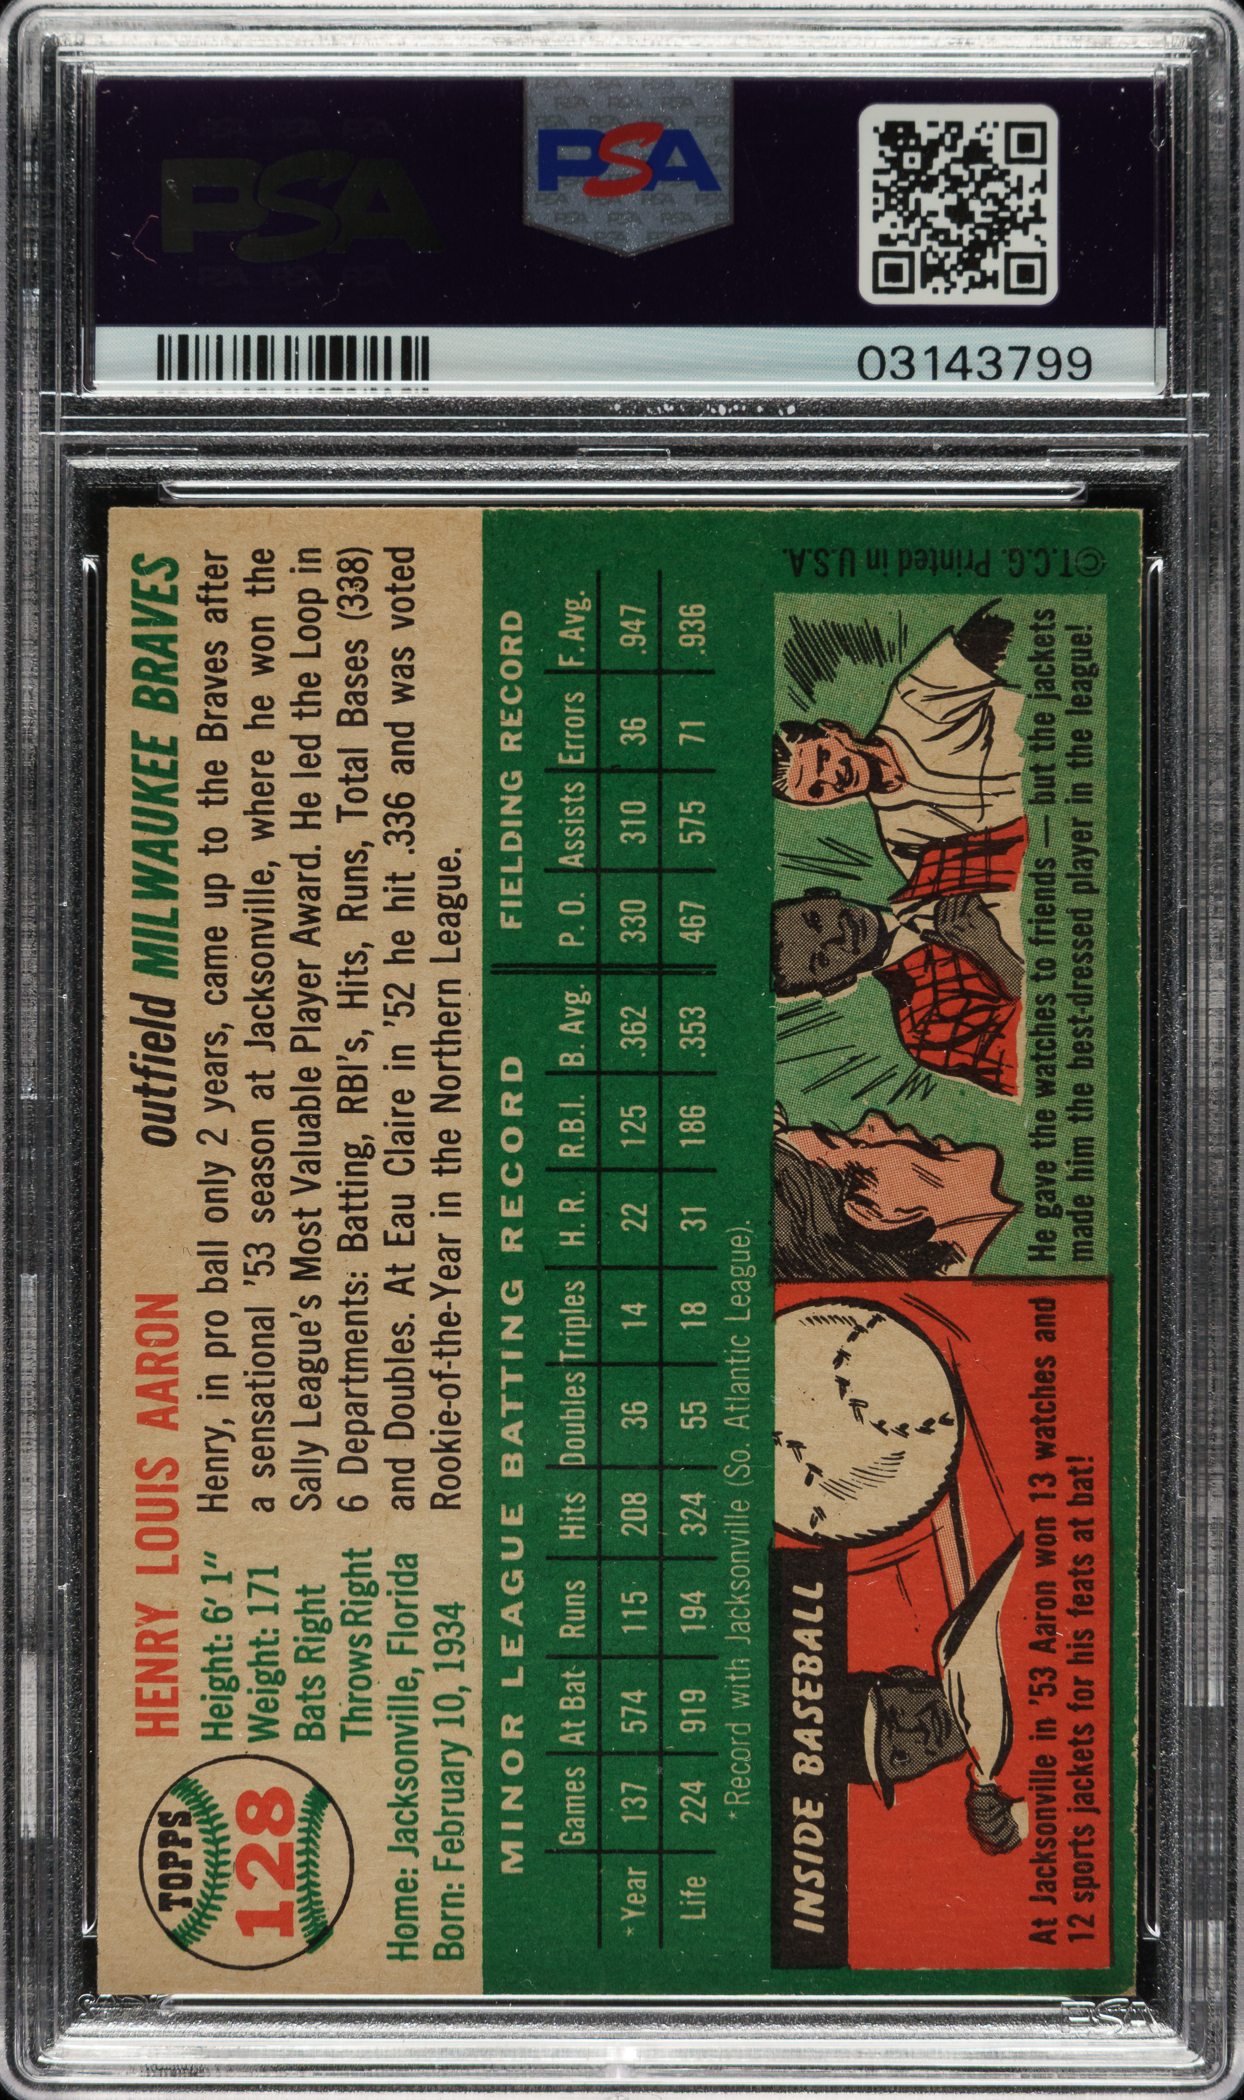 PSA
PSA
03143799
TOPPS
128
HENRY LOUIS AARON
outfield MILWAUKEE BRAVES
Height: 6' 1"
Weight: 171
Bats Right
Throws Right
Home: Jacksonville, Florida
Born: February 10, 1934
Henry, in pro ball only 2 years, came up to the Braves after
a sensational '53 season at Jacksonville, where he won the
Sally League's Most Valuable Player Award. He led the Loop in
6 Departments: Batting, RBI's, Hits, Runs, Total Bases (338)
and Doubles. At Eau Claire in '52 he hit .336 and was voted
Rookie-of-the-Year in the Northern League.
MINOR LEAGUE BATTING RECORD FIELDING RECORD
Games At Bat Runs Hits Doubles Triples H. R. R.B.I. B. Avg. P. O. Assists Errors F. Avg.
*Year 137 574 115 208 36 14 22 125 .362 330 310 36 .947
Life 224 919 194 324 55 18 31 186 .353 467 575 71 .936
*Record with Jacksonville (So. Atlantic League).
INSIDE BASEBALL
At Jacksonville in '53 Aaron won 13 watches and
12 sports jackets for his feats at bat!
He gave the watches to friends — but the jackets
made him the best-dressed player in the league!
©T.C.G. Printed in U.S.A.
PSA